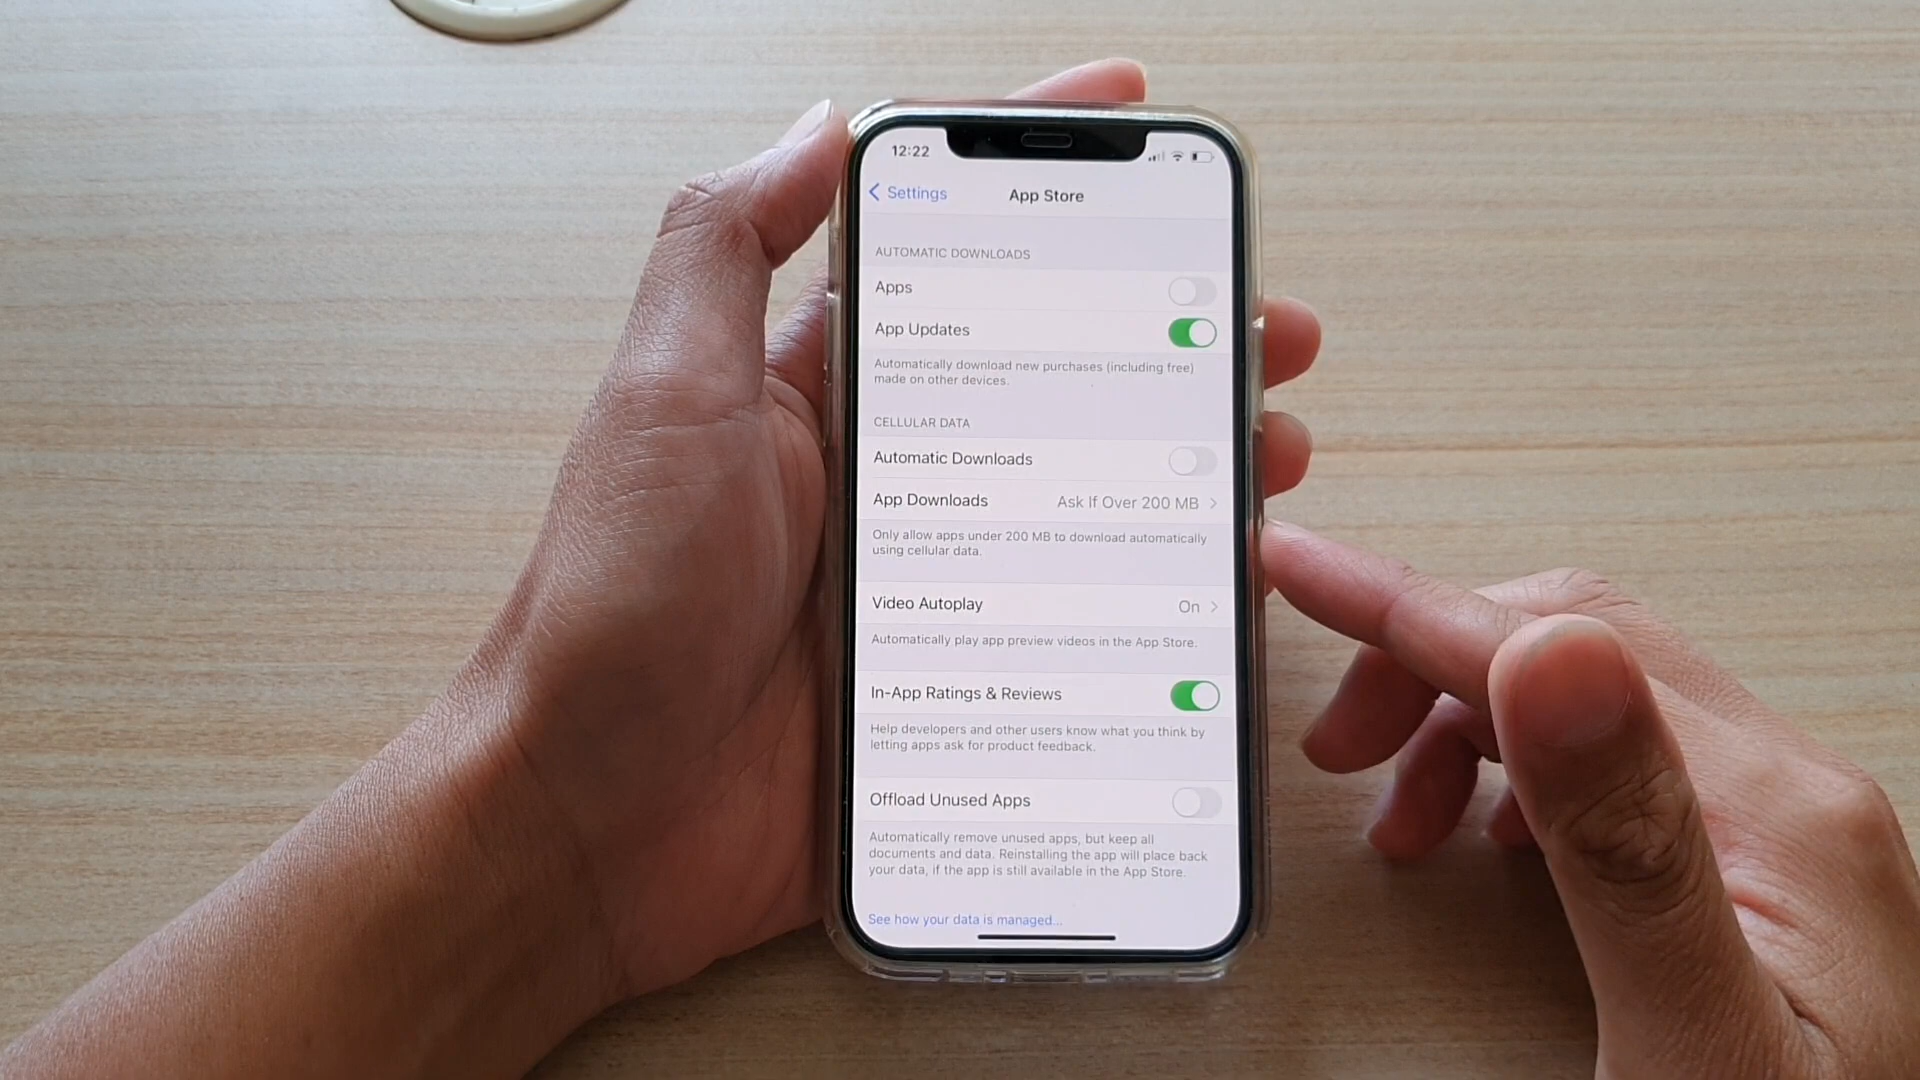 12:22
Settings
App Store
AUTOMATIC DOWNLOADS
Apps
App Updates
Automatically download new purchases (including free)
made on other devices.
CELLULAR DATA
Automatic Downloads
App Downloads Ask If Over 200 MB
Only allow apps under 200 MB to download automatically
using cellular data.
Video Autoplay On
Automatically play app preview videos in the App Store.
In-App Ratings & Reviews
Help developers and other users know what you think by
letting apps ask for product feedback.
Offload Unused Apps
Automatically remove unused apps, but keep all
documents and data. Reinstalling the app will place back
your data, if the app is still available in the App Store.
See how your data is managed...